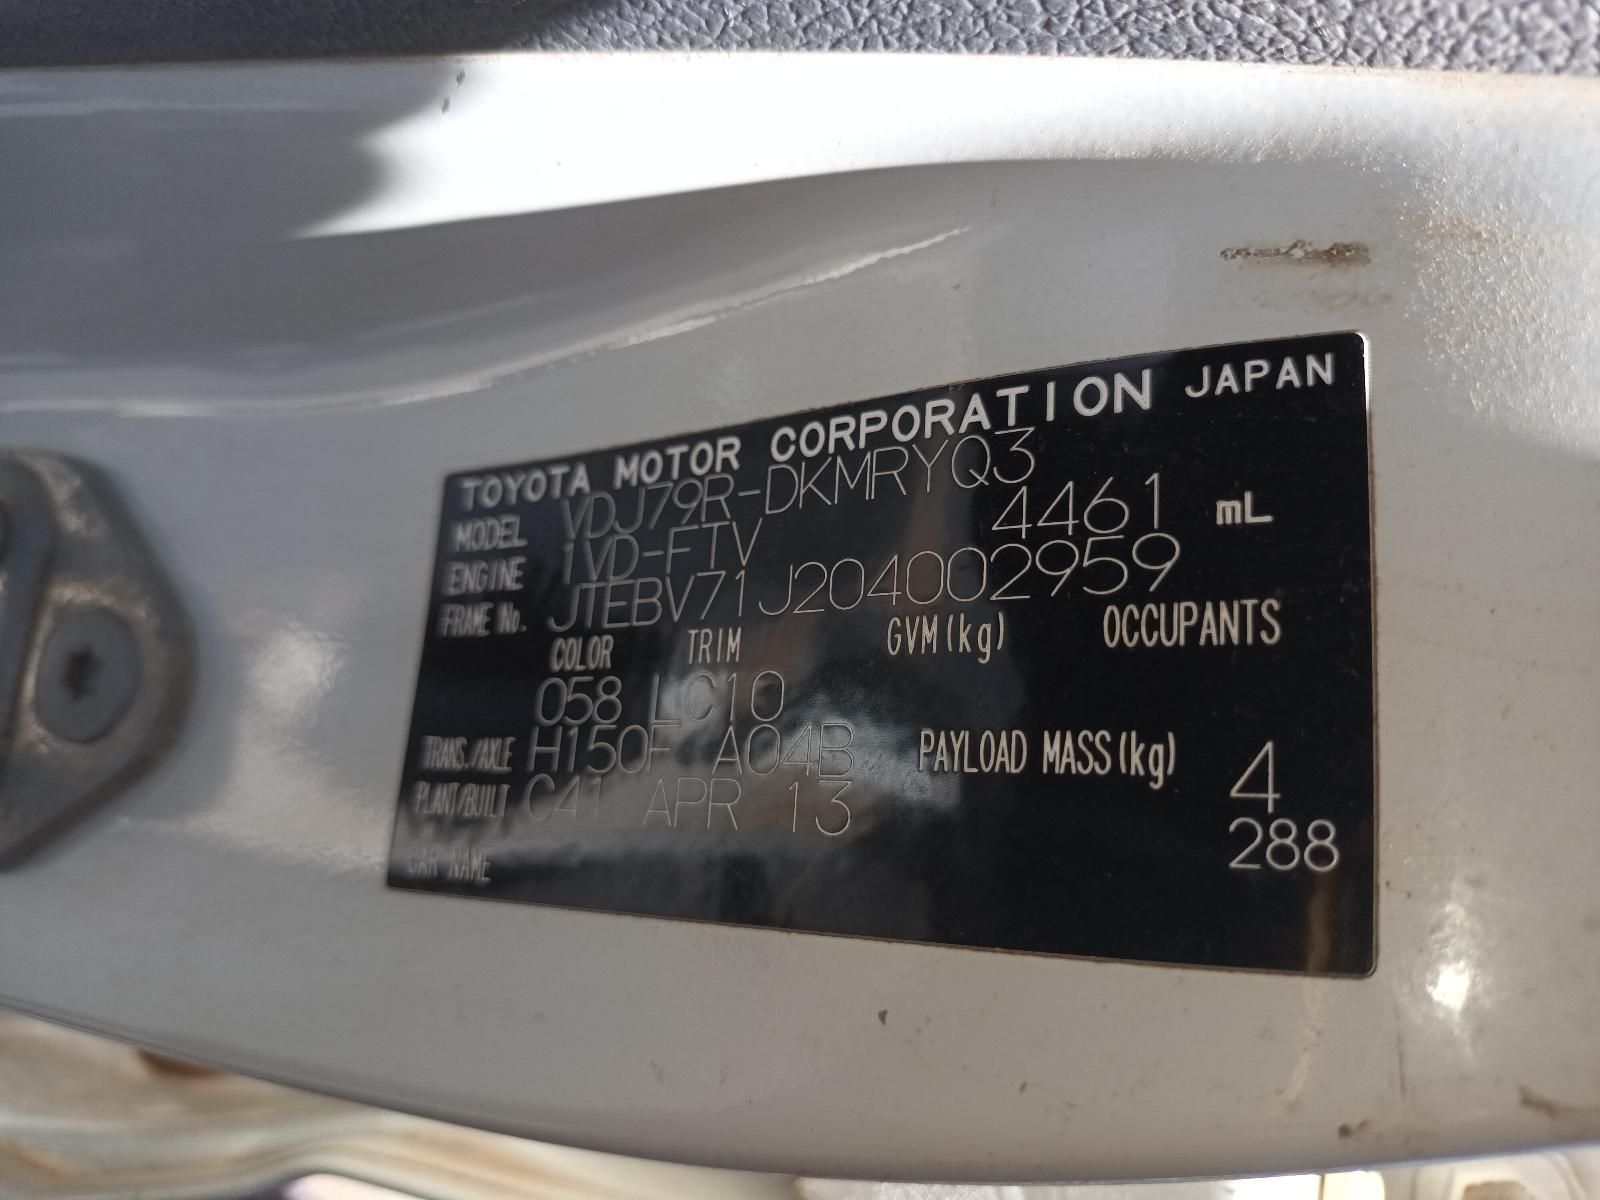 TOYOTA MOTOR CORPORATION JAPAN
MODEL VDJ79R-DKMRYQ3
ENGINE 1VD-FTV 4461 mL
FRAME No. JTEBV71J204002959
COLOR TRIM GVM(kg) OCCUPANTS
058 LC10 4
TRANS./AXLE H150F A04B PAYLOAD MASS(kg)
PLANT/BUILT C41 APR 13 288
CAR NAME